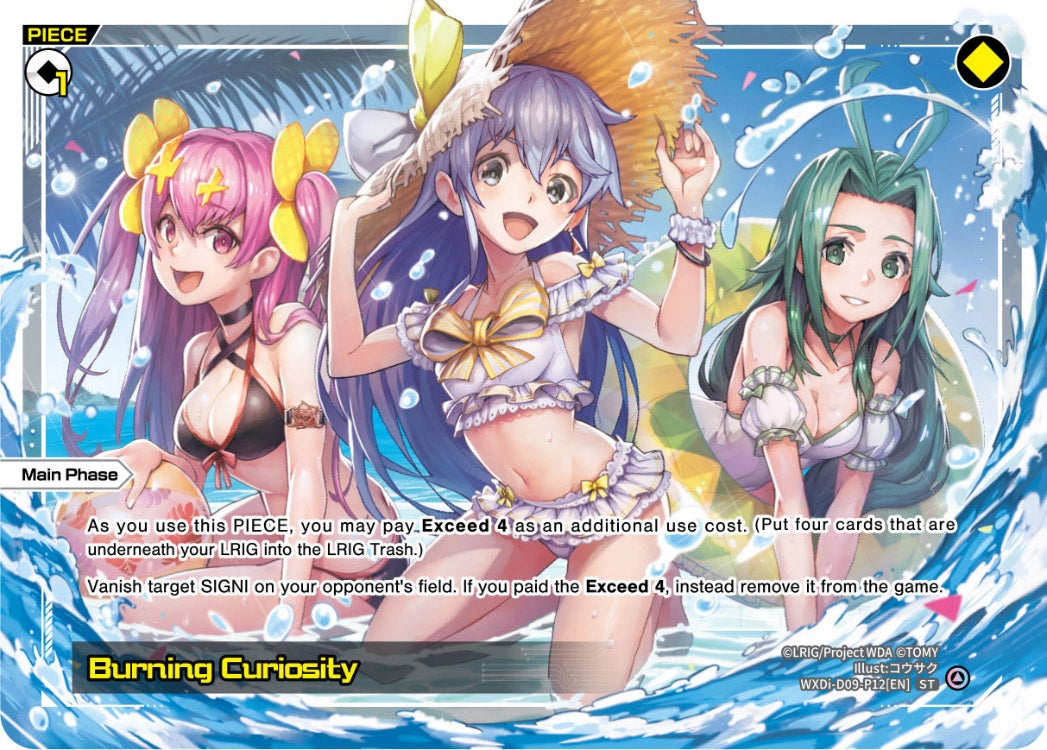 PIECE
1
Main Phase
As you use this PIECE, you may pay Exceed 4 as an additional use cost. (Put four cards that are
underneath your LRIG into the LRIG Trash.)
Vanish target SIGNI on your opponent's field. If you paid the Exceed 4, instead remove it from the game.
Burning Curiosity
©LRIG/Project WDA ©TOMY
Illust:コウサク
WXDi-D09-P12[EN] ST